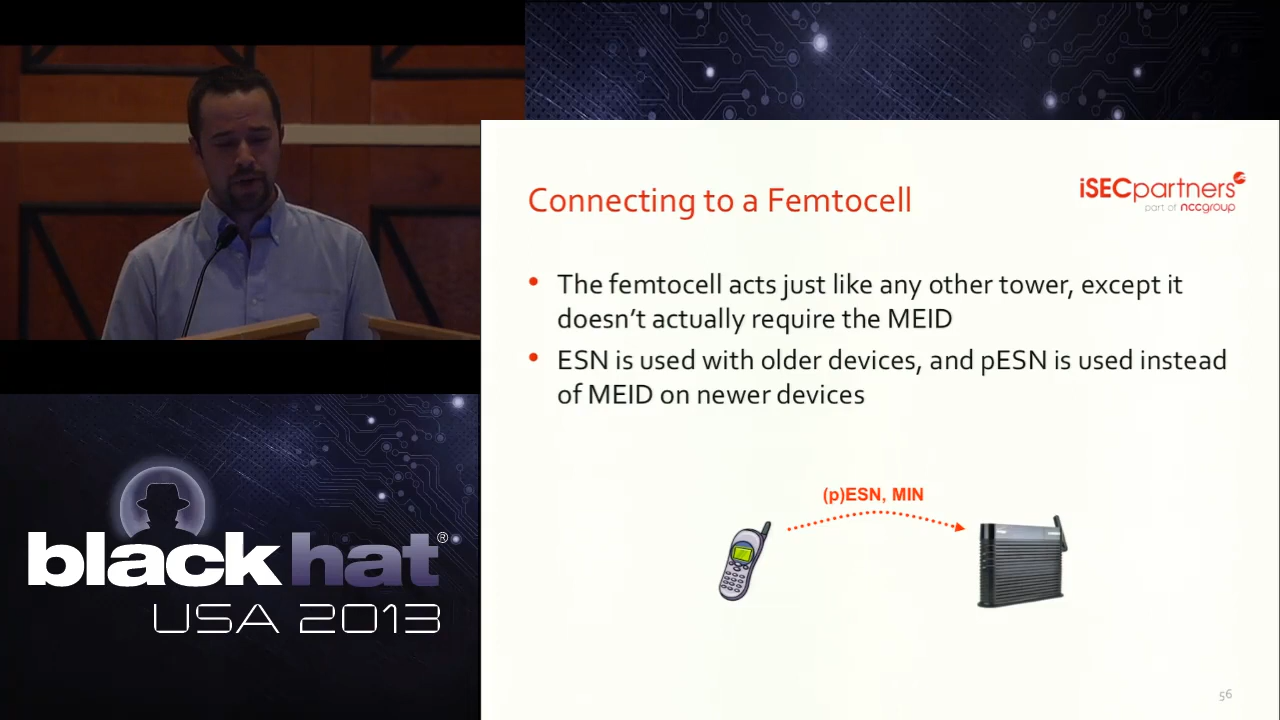 Connecting to a Femtocell
iSECpartners
part of nccgroup
• The femtocell acts just like any other tower, except it
doesn't actually require the MEID
• ESN is used with older devices, and pESN is used instead
of MEID on newer devices
(p)ESN, MIN
black hat®
USA 2013
56